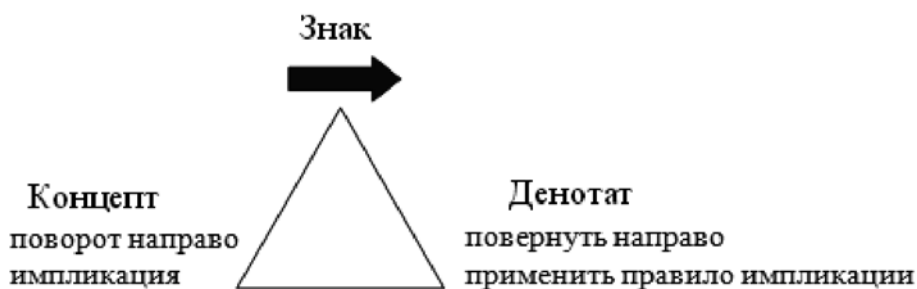 Знак
Концепт
поворот направо
импликация
Денотат
повернуть направо
применить правило импликации